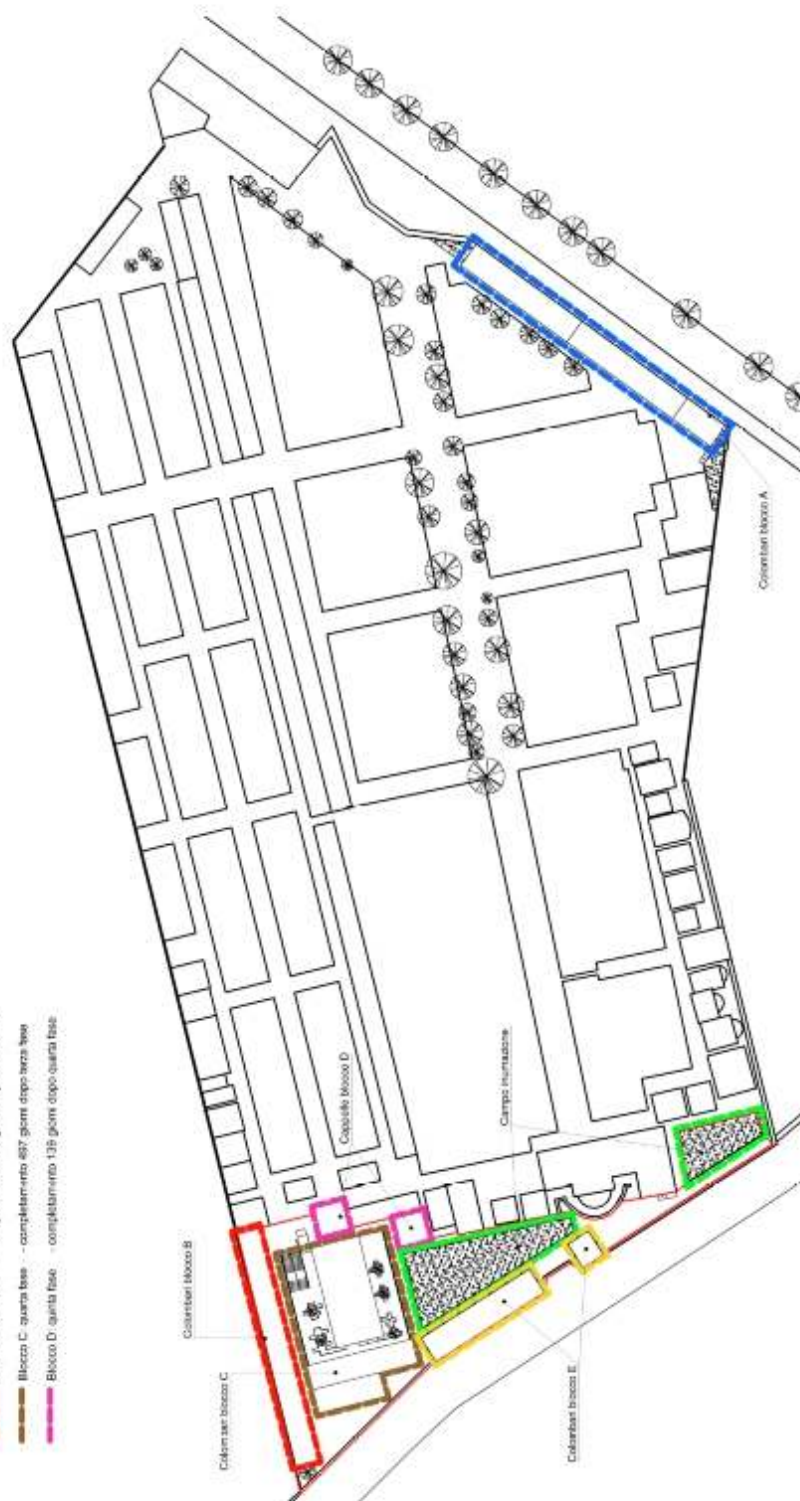 Blocco C quarta fase - completamento 497 giorni dopo terza fase
Blocco D quinta fase - completamento 139 giorni dopo quarta fase
Colombari blocco B
Colombari blocco C
Cappelle blocco D
Campo inumazione
Colombari blocco E
Colombari blocco A